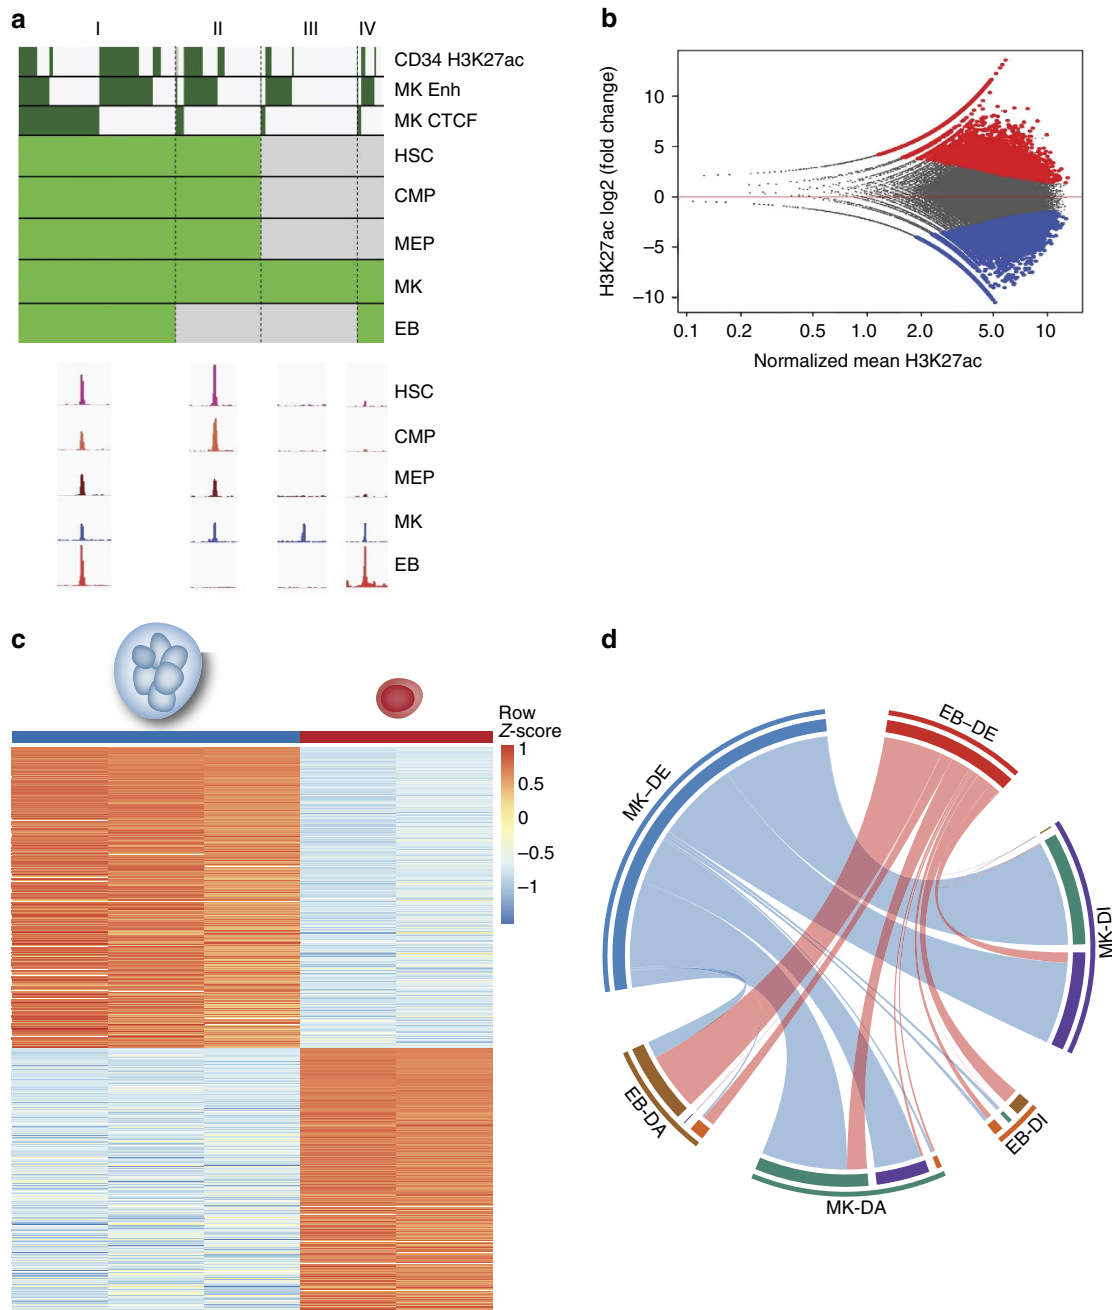 a
I II III IV
CD34 H3K27ac
MK Enh
MK CTCF
HSC
CMP
MEP
MK
EB
HSC
CMP
MEP
MK
EB
b
H3K27ac log2 (fold change)
10
5
0
−5
−10
0.1 0.2 0.5 1.0 2.0 5.0 10
Normalized mean H3K27ac
c
Row
Z-score
1
0.5
0
−0.5
−1
d
MK–DE
EB–DE
MK-DI
EB-DI
MK-DA
EB-DA